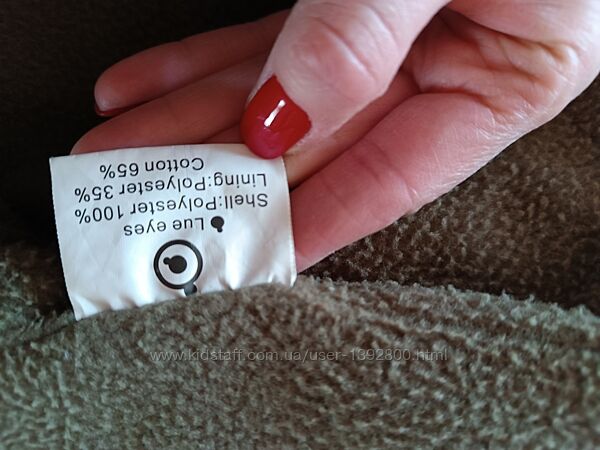 Lue eyes
Shell:Polyester 100%
Lining:Polyester 35%
Cotton 65%
www.kidstaff.com.ua/user-1392800.html